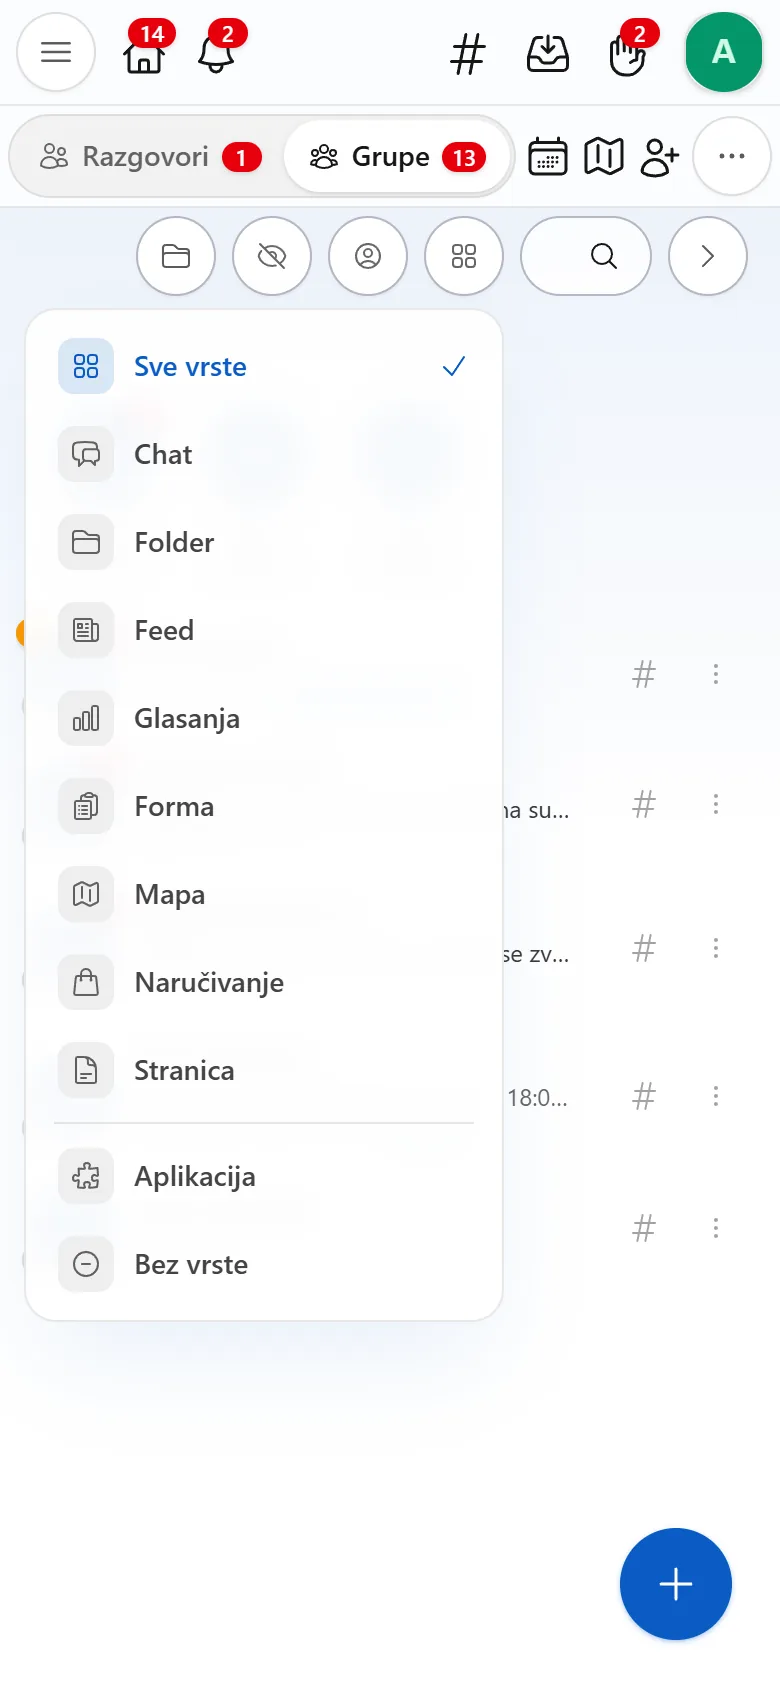 14
2
#
2
A
Razgovori 1
Grupe 13
Sve vrste
Chat
Folder
Feed
#
Glasanja
Forma
na su...
#
Mapa
se zv...
#
Naručivanje
Stranica
18:0...
#
Aplikacija
#
Bez vrste